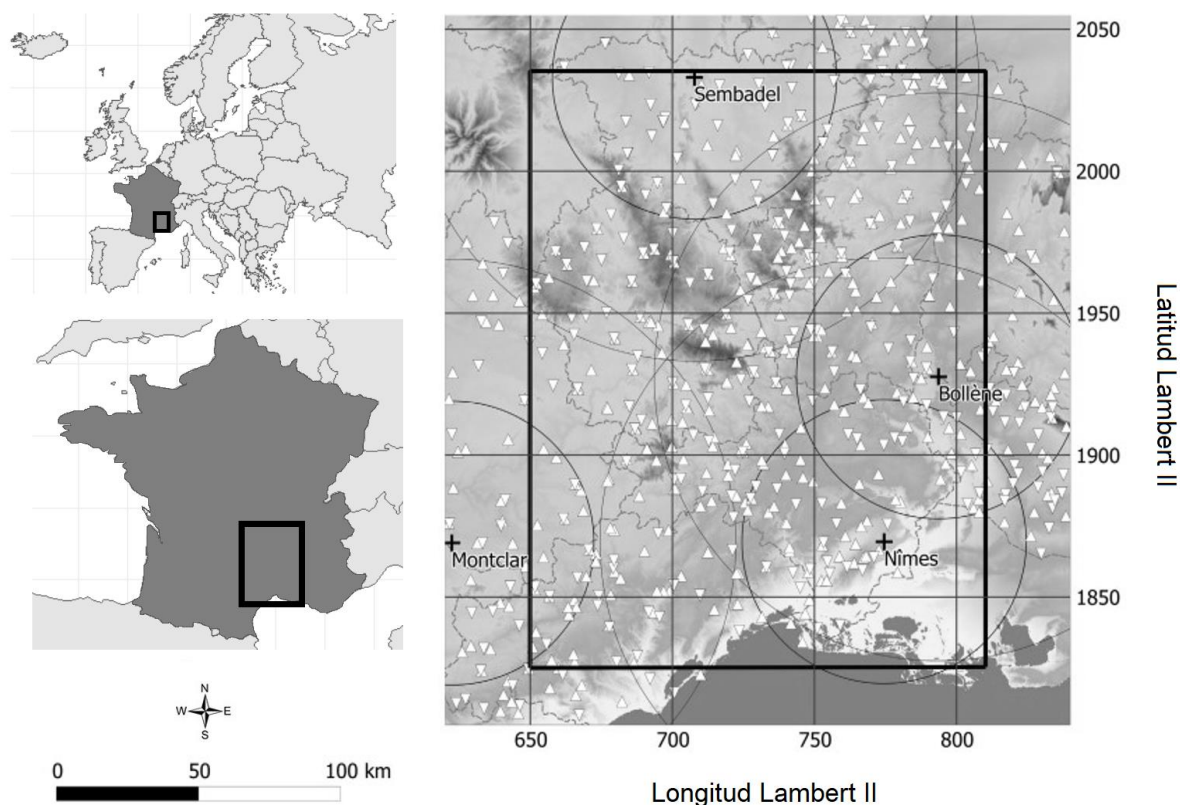 2050
Sembadel
2000
1950
Bollène
1900
Nîmes
Montclar
1850
650 700 750 800
Latitud Lambert II
Longitud Lambert II
N
W E
S
0 50 100 km